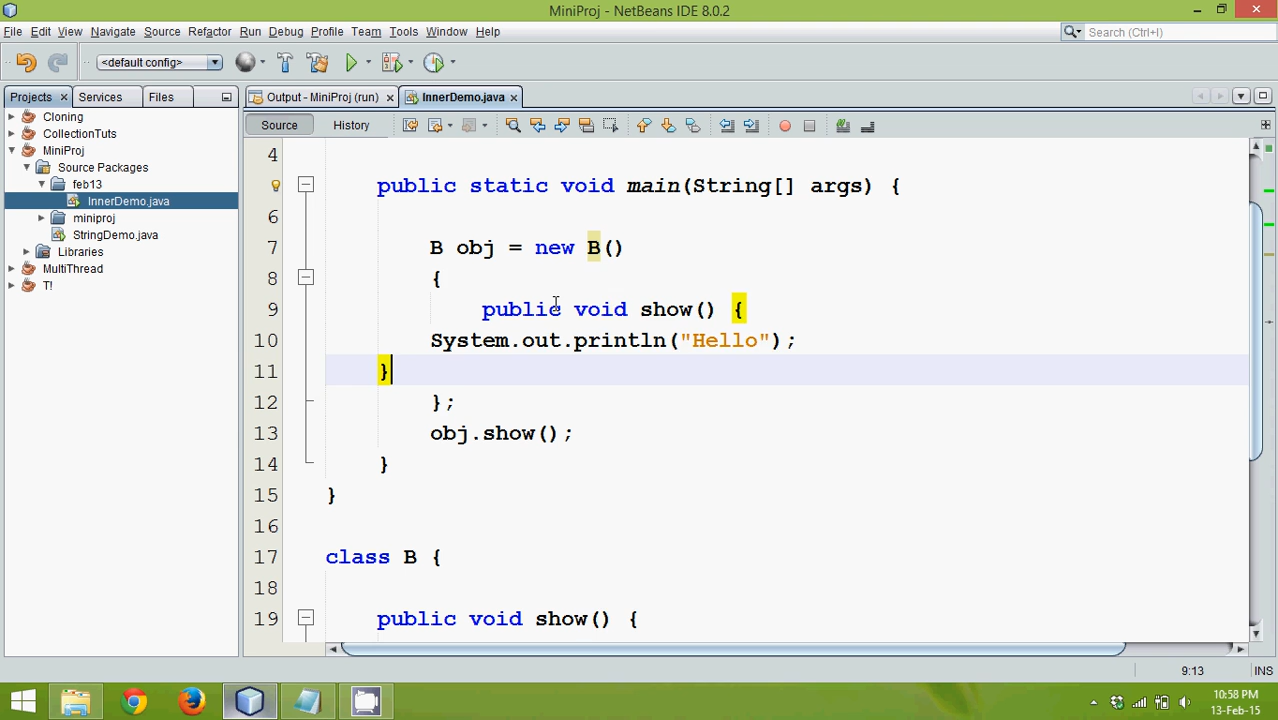 MiniProj - NetBeans IDE 8.0.2
File Edit View Navigate Source Refactor Run Debug Profile Team Tools Window Help
Search (Ctrl+I)
<default config>
Projects Services Files
Output - MiniProj (run) InnerDemo.java
Source History
Cloning
CollectionTuts
MiniProj
Source Packages
feb13
InnerDemo.java
miniproj
StringDemo.java
Libraries
MultiThread
T!
4
public static void main(String[] args) {
6
7 B obj = new B()
8 {
9 public void show() {
10 System.out.println("Hello");
11 }
12 };
13 obj.show();
14 }
15 }
16
17 class B {
18
19 public void show() {
9:13 INS
10:58 PM
13-Feb-15